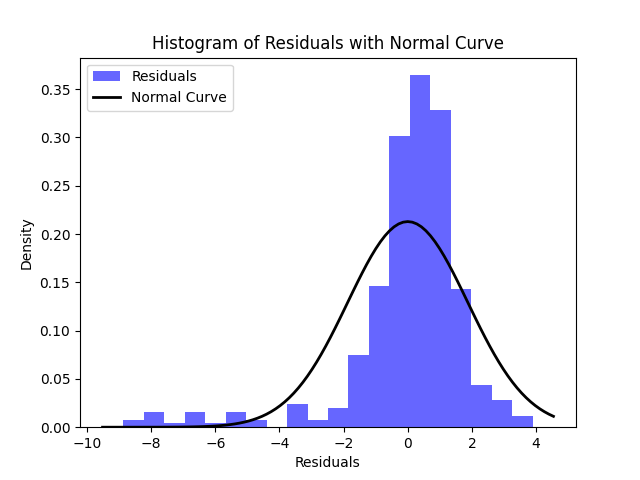 Histogram of Residuals with Normal Curve
Residuals
Normal Curve
Density
0.35
0.30
0.25
0.20
0.15
0.10
0.05
0.00
−10 −8 −6 −4 −2 0 2 4
Residuals